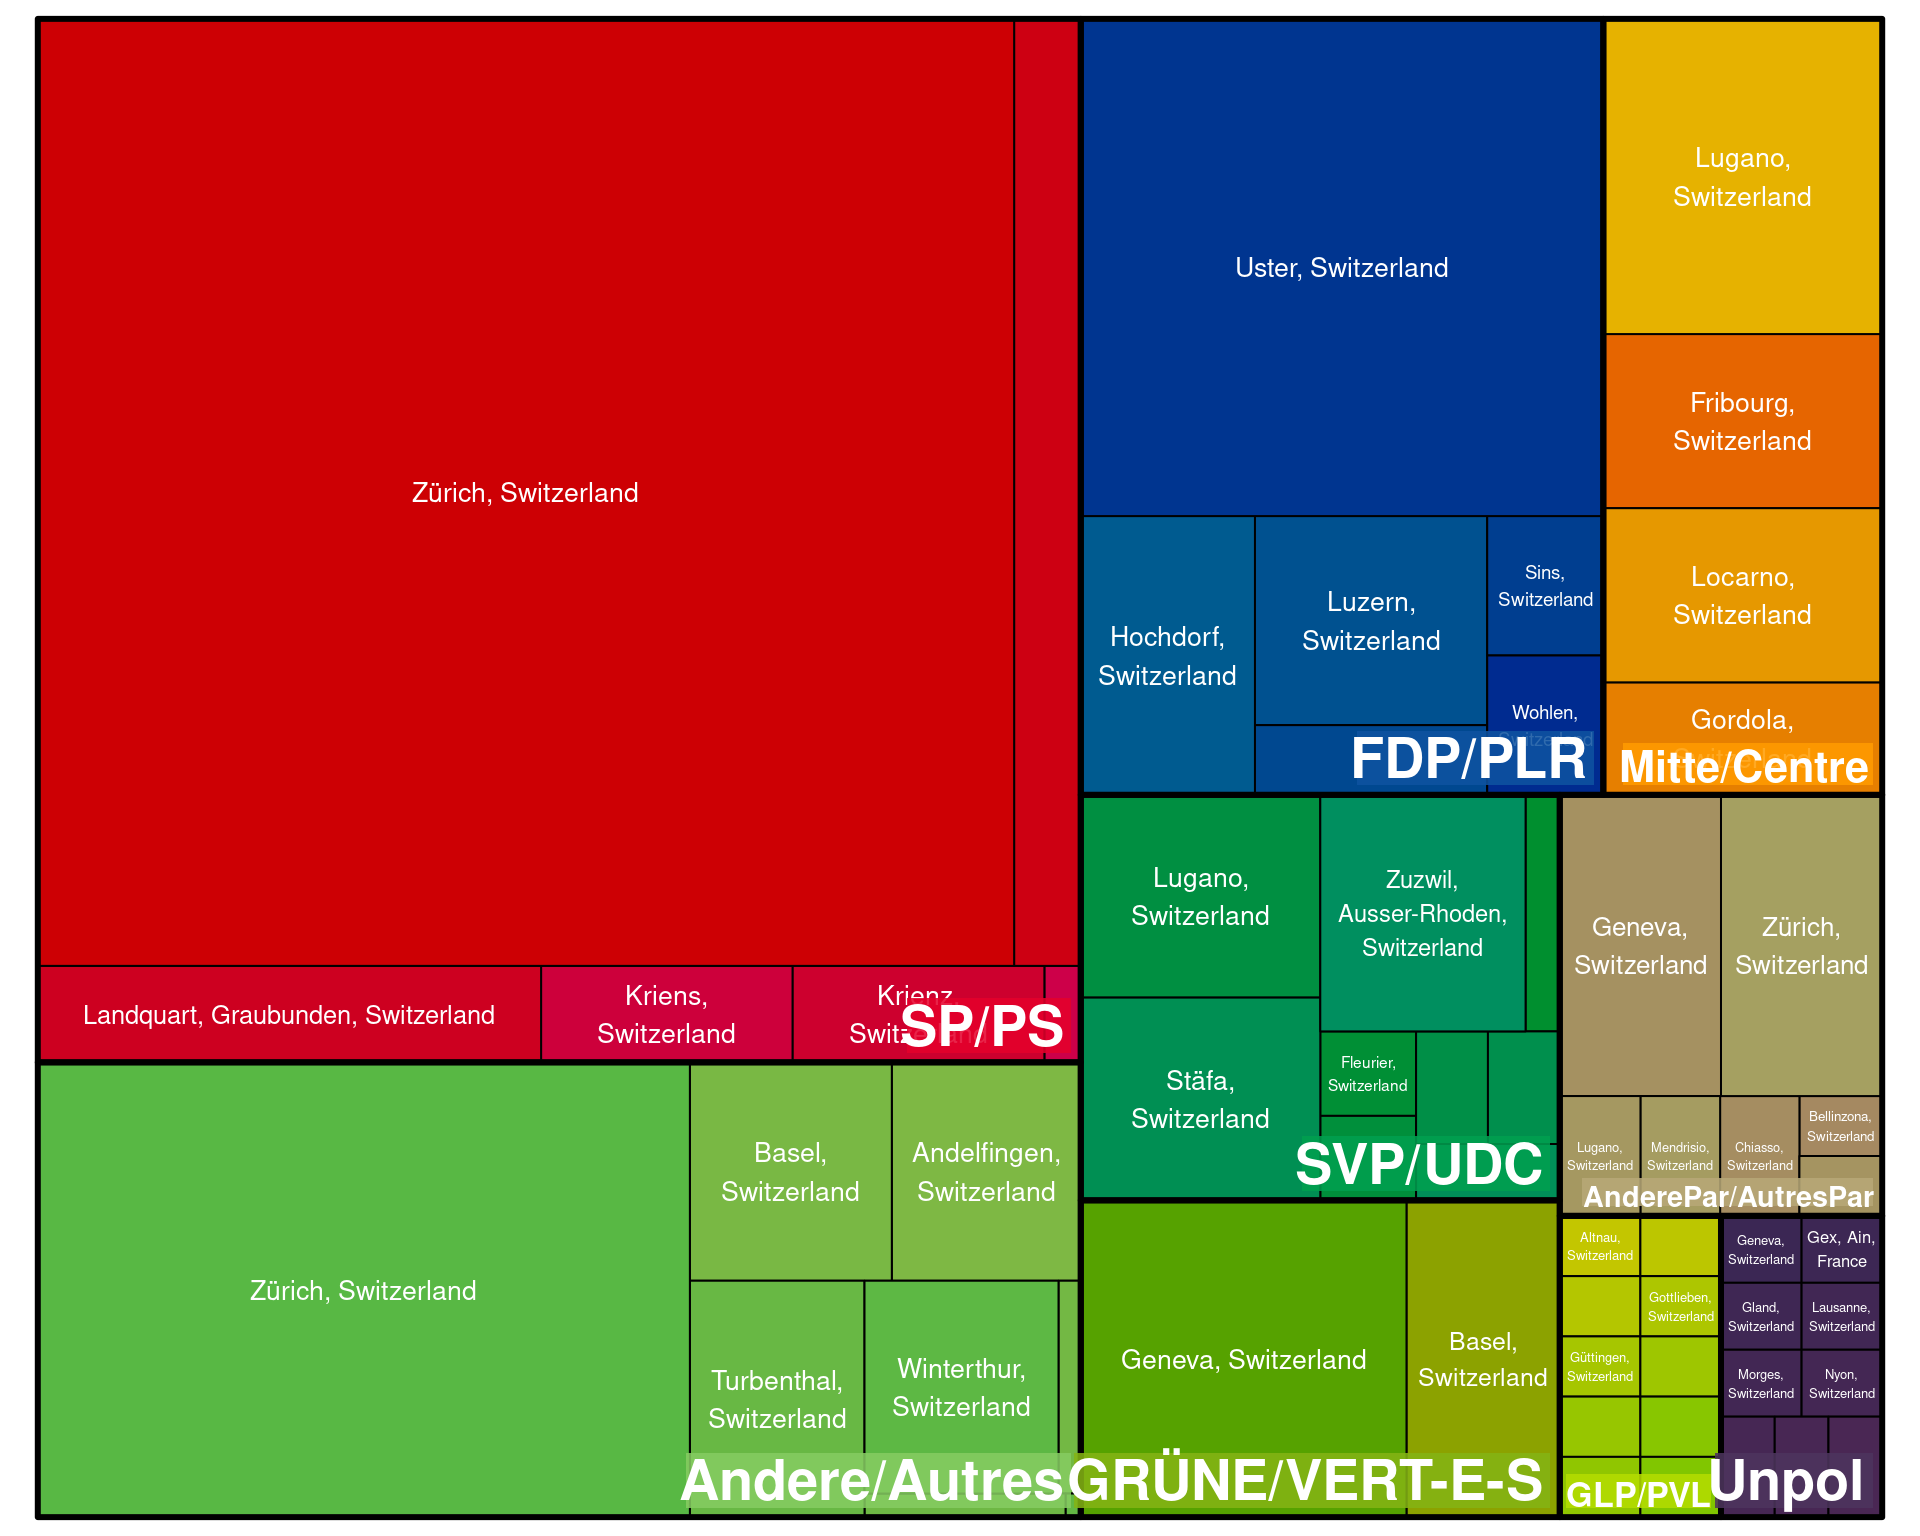 Zürich, Switzerland
Landquart, Graubunden, Switzerland
Kriens,
Switzerland
Krienz,
Switzerland
SP/PS
Uster, Switzerland
Hochdorf,
Switzerland
Luzern,
Switzerland
Sins,
Switzerland
Wohlen,
Switzerland
FDP/PLR
Lugano,
Switzerland
Fribourg,
Switzerland
Locarno,
Switzerland
Gordola,
Switzerland
Mitte/Centre
Zürich, Switzerland
Basel,
Switzerland
Andelfingen,
Switzerland
Turbenthal,
Switzerland
Winterthur,
Switzerland
Andere/Autres
Lugano,
Switzerland
Zuzwil,
Ausser-Rhoden,
Switzerland
Stäfa,
Switzerland
Fleurier,
Switzerland
SVP/UDC
Geneva, Switzerland
Basel,
Switzerland
GRÜNE/VERT-E-S
Geneva,
Switzerland
Zürich,
Switzerland
Lugano,
Switzerland
Mendrisio,
Switzerland
Chiasso,
Switzerland
Bellinzona,
Switzerland
AnderePar/AutresPar
Altnau,
Switzerland
Gottlieben,
Switzerland
Güttingen,
Switzerland
GLP/PVL
Geneva,
Switzerland
Gex, Ain,
France
Gland,
Switzerland
Lausanne,
Switzerland
Morges,
Switzerland
Nyon,
Switzerland
Unpol